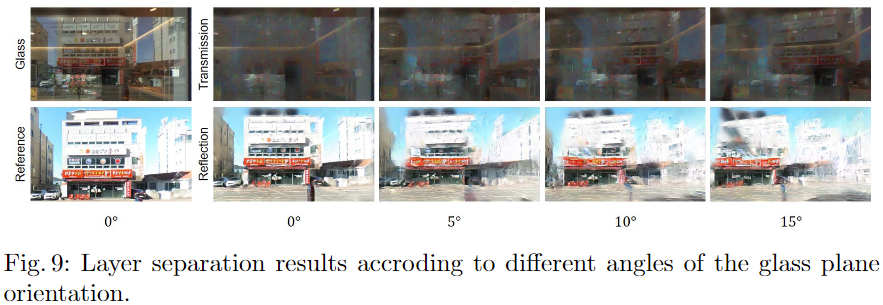 Glass
Transmission
Reference
Reflection
0°
0°
5°
10°
15°
Fig. 9: Layer separation results accroding to different angles of the glass plane
orientation.